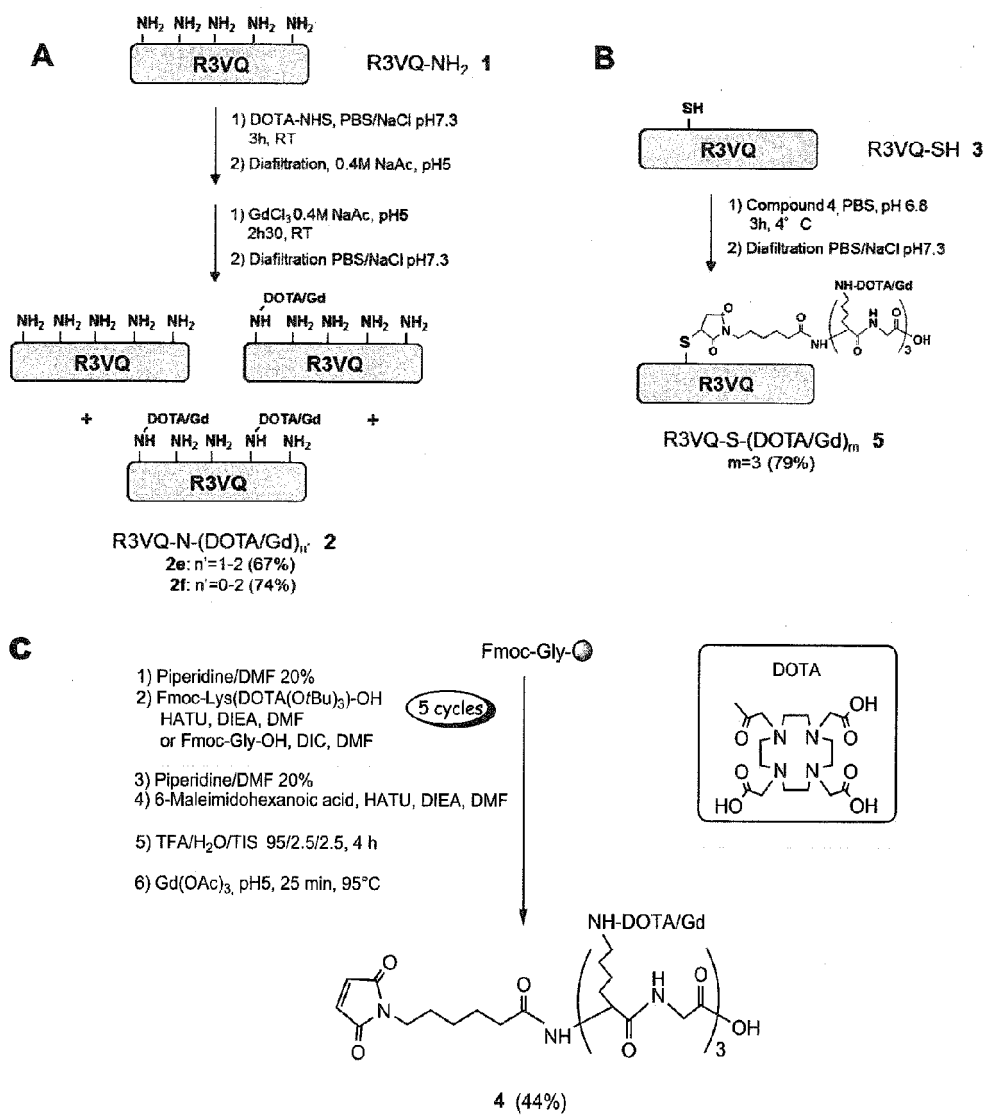 A
NH2 NH2 NH2 NH2 NH2
R3VQ
R3VQ-NH2 1
1) DOTA-NHS, PBS/NaCl pH7.3
3h, RT
2) Diafiltration, 0.4M NaAc, pH5
1) GdCl3 0.4M NaAc, pH5
2h30, RT
2) Diafiltration PBS/NaCl pH7.3
NH2 NH2 NH2 NH2 NH2
R3VQ
DOTA/Gd
NH NH2 NH2 NH2 NH2
R3VQ
+
+
DOTA/Gd DOTA/Gd
NH NH2 NH2 NH NH2
R3VQ
R3VQ-N-(DOTA/Gd)n' 2
2e: n'=1-2 (67%)
2f: n'=0-2 (74%)
B
SH
R3VQ
R3VQ-SH 3
1) Compound 4, PBS, pH 6.8
3h, 4° C
2) Diafiltration PBS/NaCl pH7.3
NH-DOTA/Gd
O
N
O
O
NH
O
H
N
O
OH
3
S
R3VQ
R3VQ-S-(DOTA/Gd)m 5
m=3 (79%)
C
Fmoc-Gly-
1) Piperidine/DMF 20%
2) Fmoc-Lys(DOTA(OtBu)3)-OH
HATU, DIEA, DMF
or Fmoc-Gly-OH, DIC, DMF
5 cycles
3) Piperidine/DMF 20%
4) 6-Maleimidohexanoic acid, HATU, DIEA, DMF
5) TFA/H2O/TIS 95/2.5/2.5, 4 h
6) Gd(OAc)3, pH5, 25 min, 95°C
DOTA
OH
O
N N
O
N N
O
O
HO
OH
NH-DOTA/Gd
O
N
O
O
NH
O
H
N
O
OH
3
4 (44%)